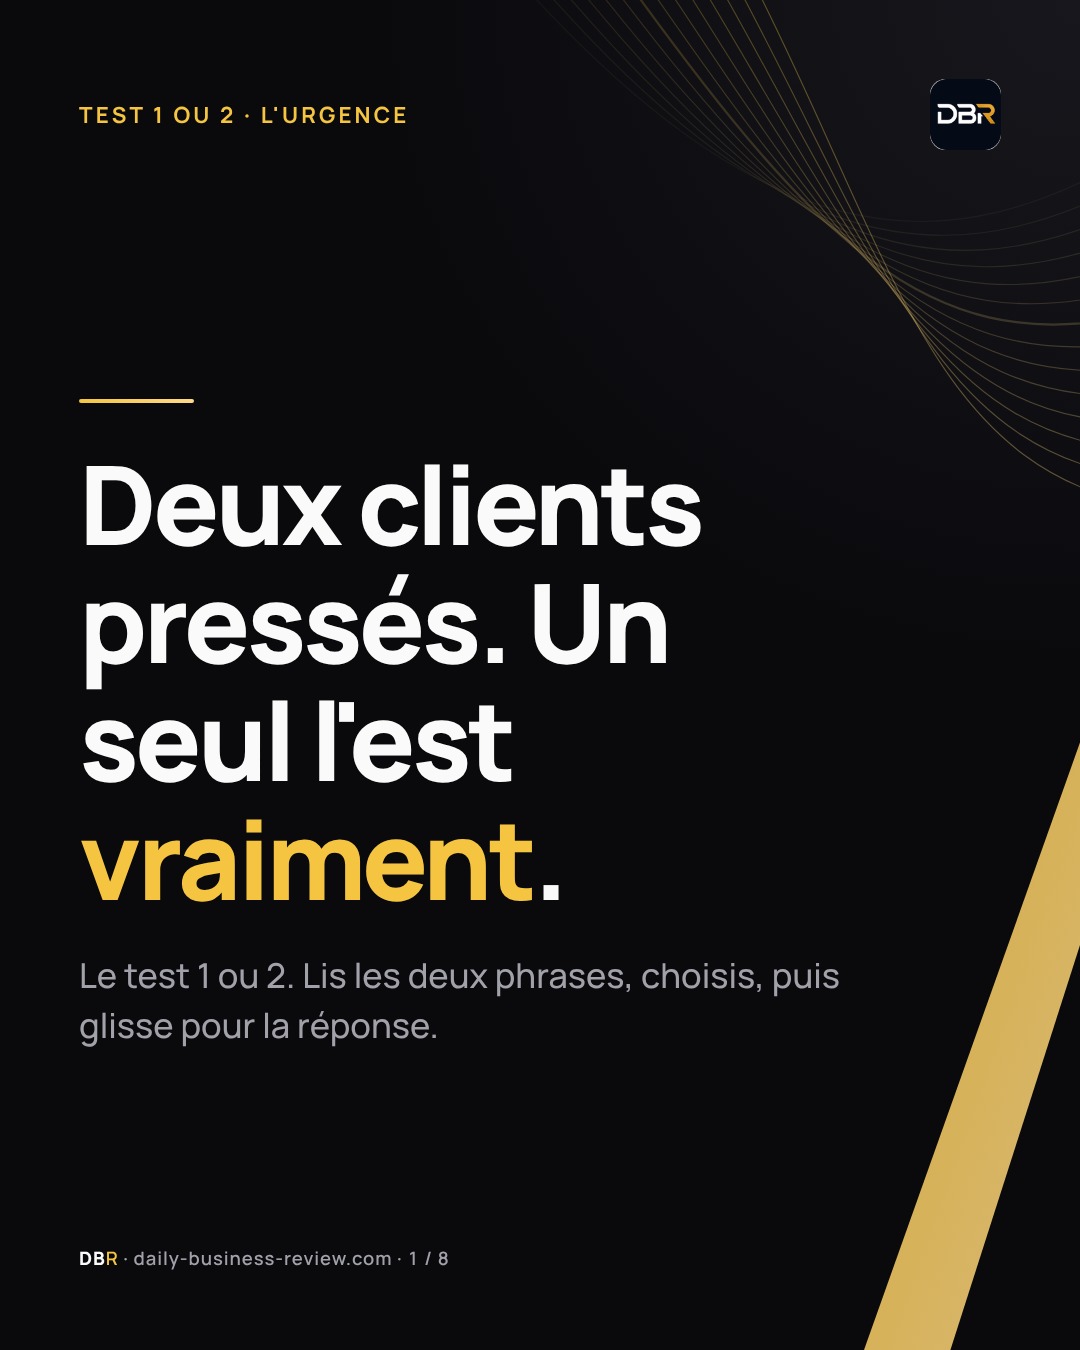 TEST 1 OU 2 · L'URGENCE
DBR
Deux clients
pressés. Un
seul l'est
vraiment.
Le test 1 ou 2. Lis les deux phrases, choisis, puis
glisse pour la réponse.
DBR · daily-business-review.com · 1 / 8